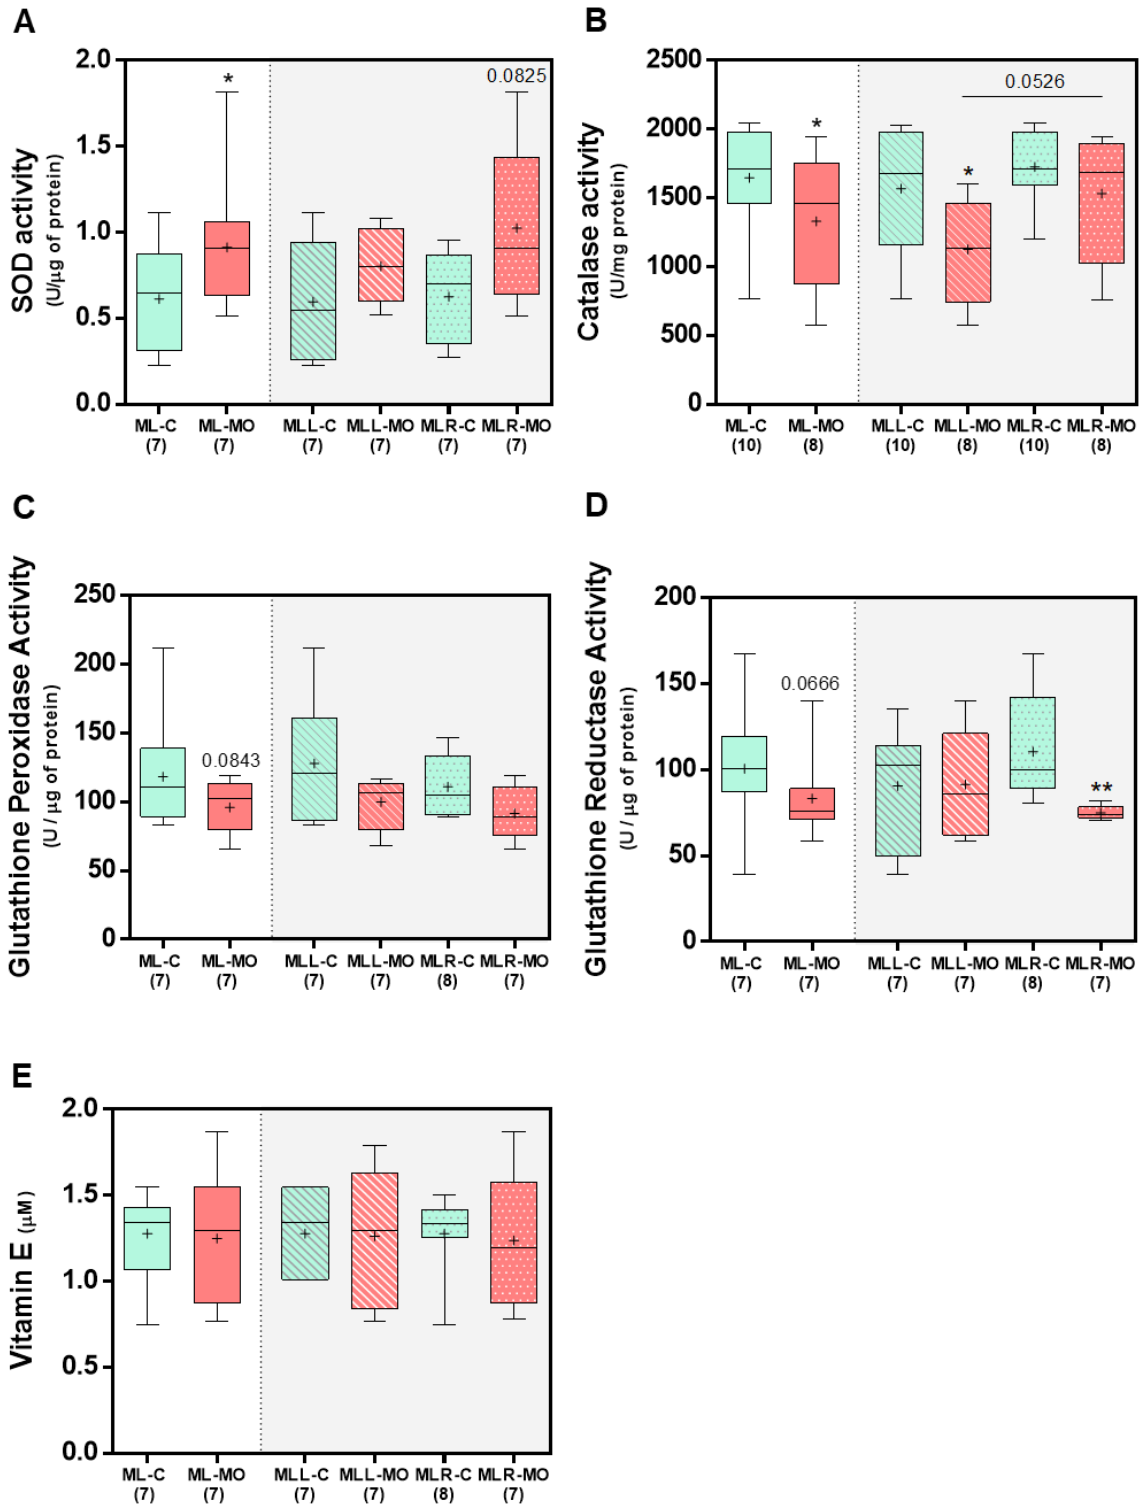 A
SOD activity
(U/μg of protein)
2.0
1.5
1.0
0.5
0.0
*
0.0825
ML-C ML-MO MLL-C MLL-MO MLR-C MLR-MO
(7) (7) (7) (7) (7) (7)
B
Catalase activity
(U/mg protein)
2500
2000
1500
1000
500
0
*
*
0.0526
ML-C ML-MO MLL-C MLL-MO MLR-C MLR-MO
(10) (8) (10) (8) (10) (8)
C
Glutathione Peroxidase Activity
(U / μg of protein)
250
200
150
100
50
0
0.0843
ML-C ML-MO MLL-C MLL-MO MLR-C MLR-MO
(7) (7) (7) (7) (8) (7)
D
Glutathione Reductase Activity
(U / μg of protein)
200
150
100
50
0
0.0666
**
ML-C ML-MO MLL-C MLL-MO MLR-C MLR-MO
(7) (7) (7) (7) (8) (7)
E
Vitamin E (μM)
2.0
1.5
1.0
0.5
0.0
ML-C ML-MO MLL-C MLL-MO MLR-C MLR-MO
(7) (7) (7) (7) (8) (7)